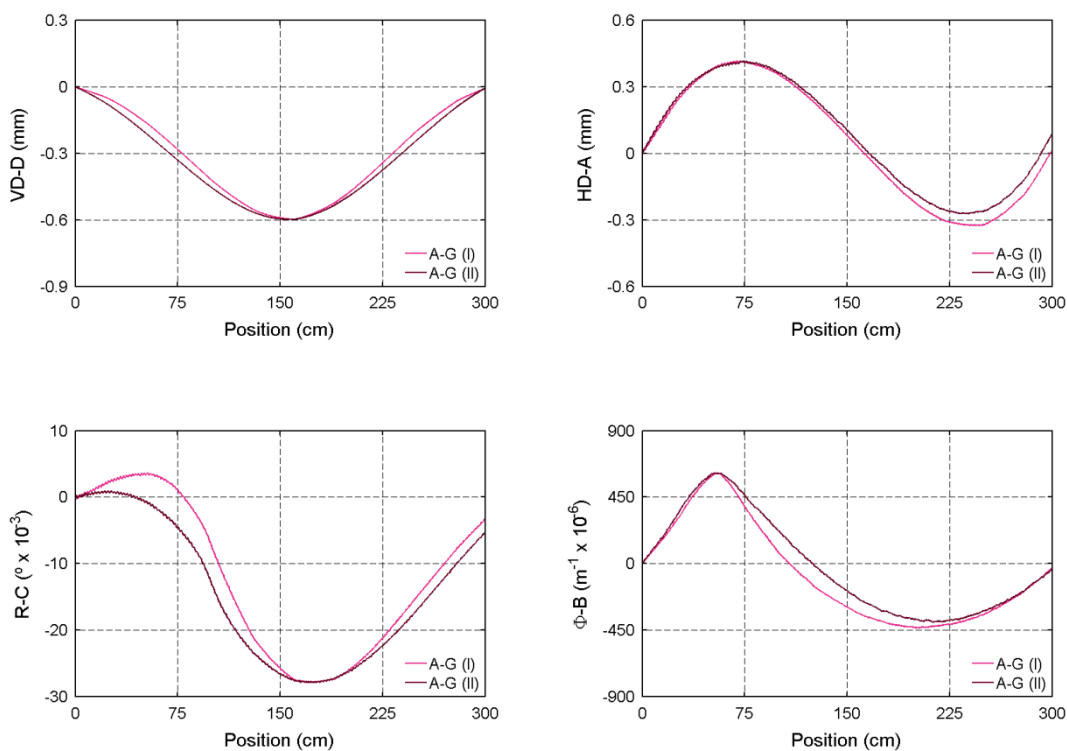 0.3
0
-0.3
-0.6
-0.9
VD-D (mm)
A-G (I)
A-G (II)
0 75 150 225 300
Position (cm)
0.6
0.3
0
-0.3
-0.6
HD-A (mm)
A-G (I)
A-G (II)
0 75 150 225 300
Position (cm)
10
0
-10
-20
-30
R-C (º x 10⁻³)
A-G (I)
A-G (II)
0 75 150 225 300
Position (cm)
900
450
0
-450
-900
Φ-B (m⁻¹ x 10⁻⁶)
A-G (I)
A-G (II)
0 75 150 225 300
Position (cm)